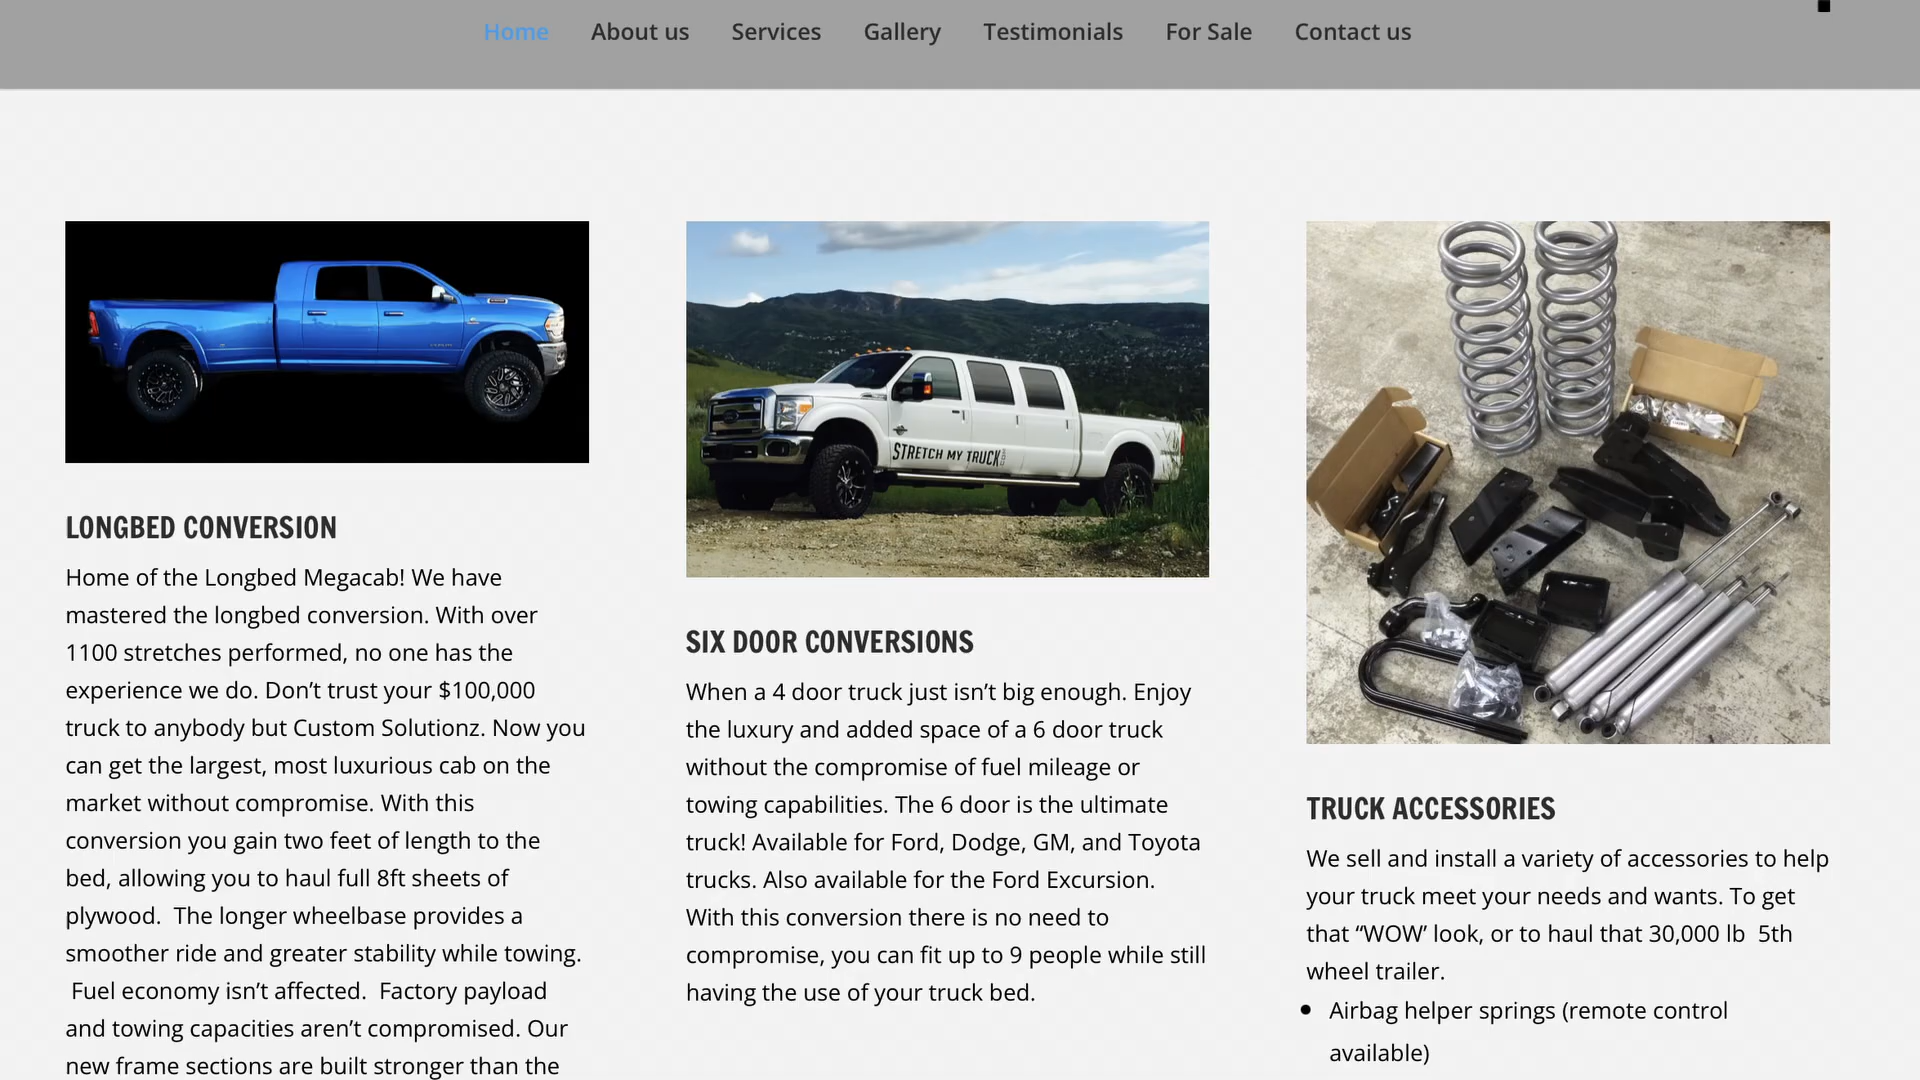 Home About us Services Gallery Testimonials For Sale Contact us
LONGBED CONVERSION
Home of the Longbed Megacab! We have
mastered the longbed conversion. With over
1100 stretches performed, no one has the
experience we do. Don’t trust your $100,000
truck to anybody but Custom Solutionz. Now you
can get the largest, most luxurious cab on the
market without compromise. With this
conversion you gain two feet of length to the
bed, allowing you to haul full 8ft sheets of
plywood.  The longer wheelbase provides a
smoother ride and greater stability while towing.
Fuel economy isn’t affected.  Factory payload
and towing capacities aren’t compromised. Our
new frame sections are built stronger than the
STRETCH MY TRUCK
SIX DOOR CONVERSIONS
When a 4 door truck just isn’t big enough. Enjoy
the luxury and added space of a 6 door truck
without the compromise of fuel mileage or
towing capabilities. The 6 door is the ultimate
truck! Available for Ford, Dodge, GM, and Toyota
trucks. Also available for the Ford Excursion.
With this conversion there is no need to
compromise, you can fit up to 9 people while still
having the use of your truck bed.
TRUCK ACCESSORIES
We sell and install a variety of accessories to help
your truck meet your needs and wants. To get
that “WOW’ look, or to haul that 30,000 lb  5th
wheel trailer.
• Airbag helper springs (remote control
available)